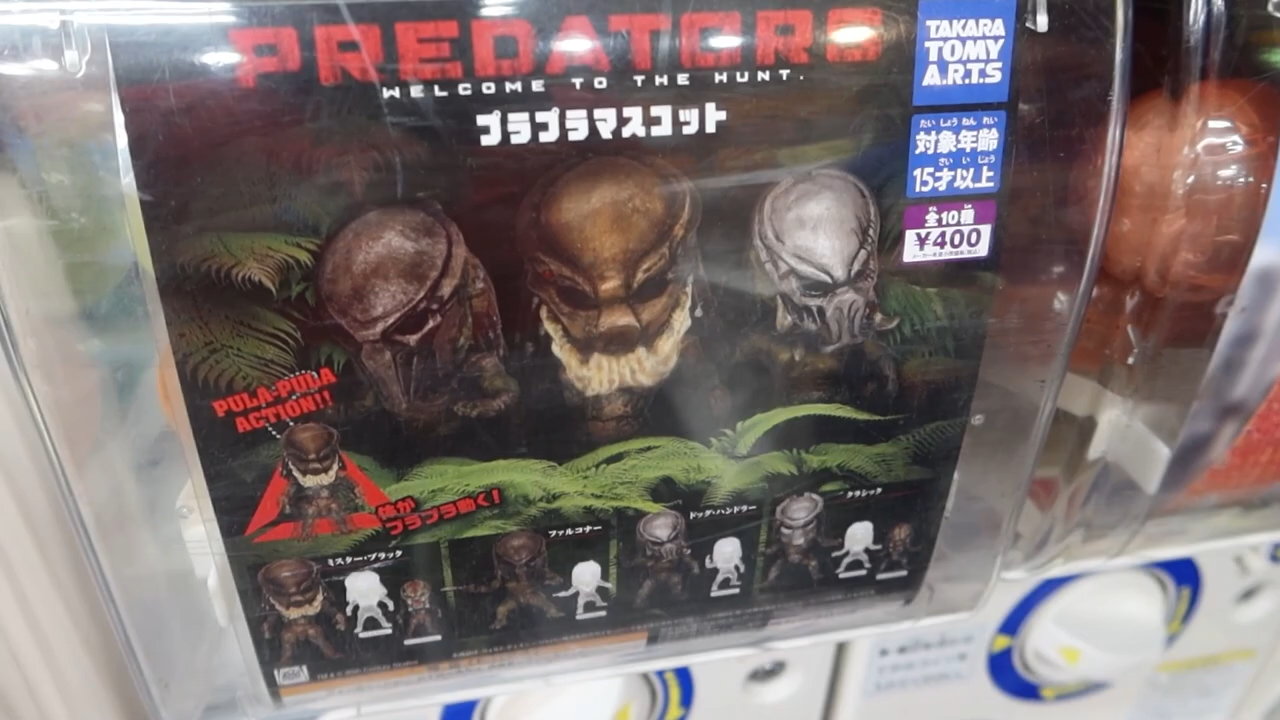 PREDATORS
WELCOME TO THE HUNT.
プラプラマスコット
TAKARA
TOMY
A.R.T.S
たい しょう ねん れい
対象年齢
さい い じょう
15才以上
全10種
¥400
PULA-PULA
ACTION!!
体が
プラプラ動く!
ミスター・ブラック
ファルコナー
ドッグ・ハンドラー
クラシック